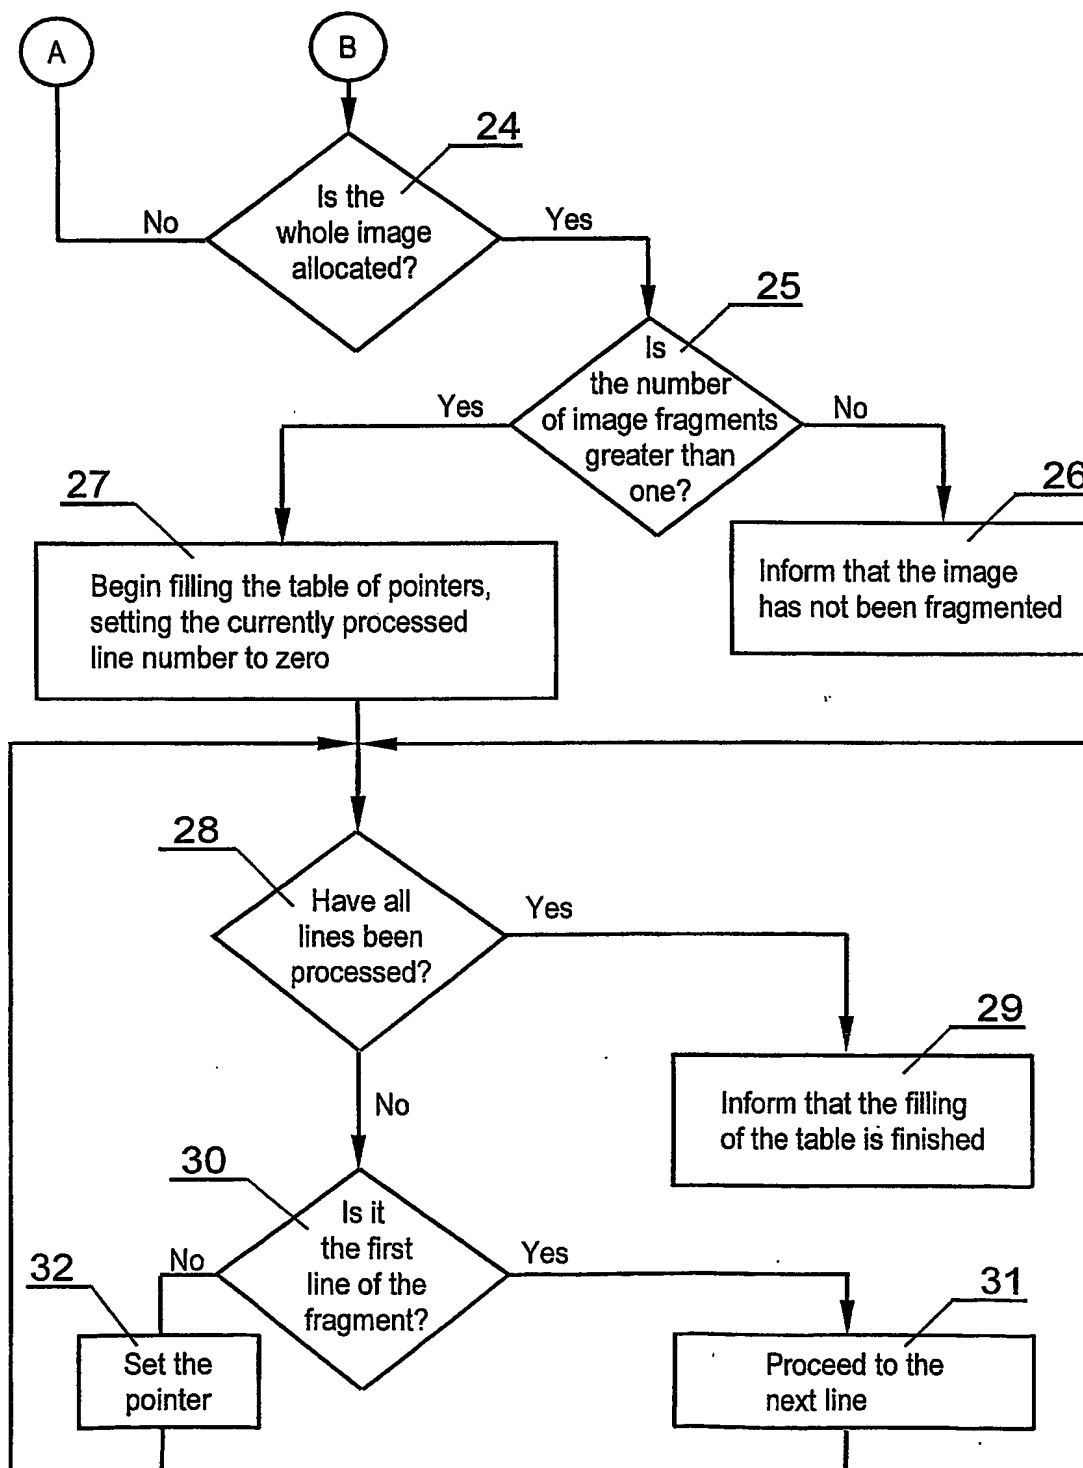 A
B
24
Is the
whole image
allocated?
No
Yes
25
Is
the number
of image fragments
greater than
one?
Yes
No
27
26
Begin filling the table of pointers,
setting the currently processed
line number to zero
Inform that the image
has not been fragmented
28
Have all
lines been
processed?
Yes
No
29
Inform that the filling
of the table is finished
30
Is it
the first
line of the
fragment?
No
Yes
32
31
Set the
pointer
Proceed to the
next line